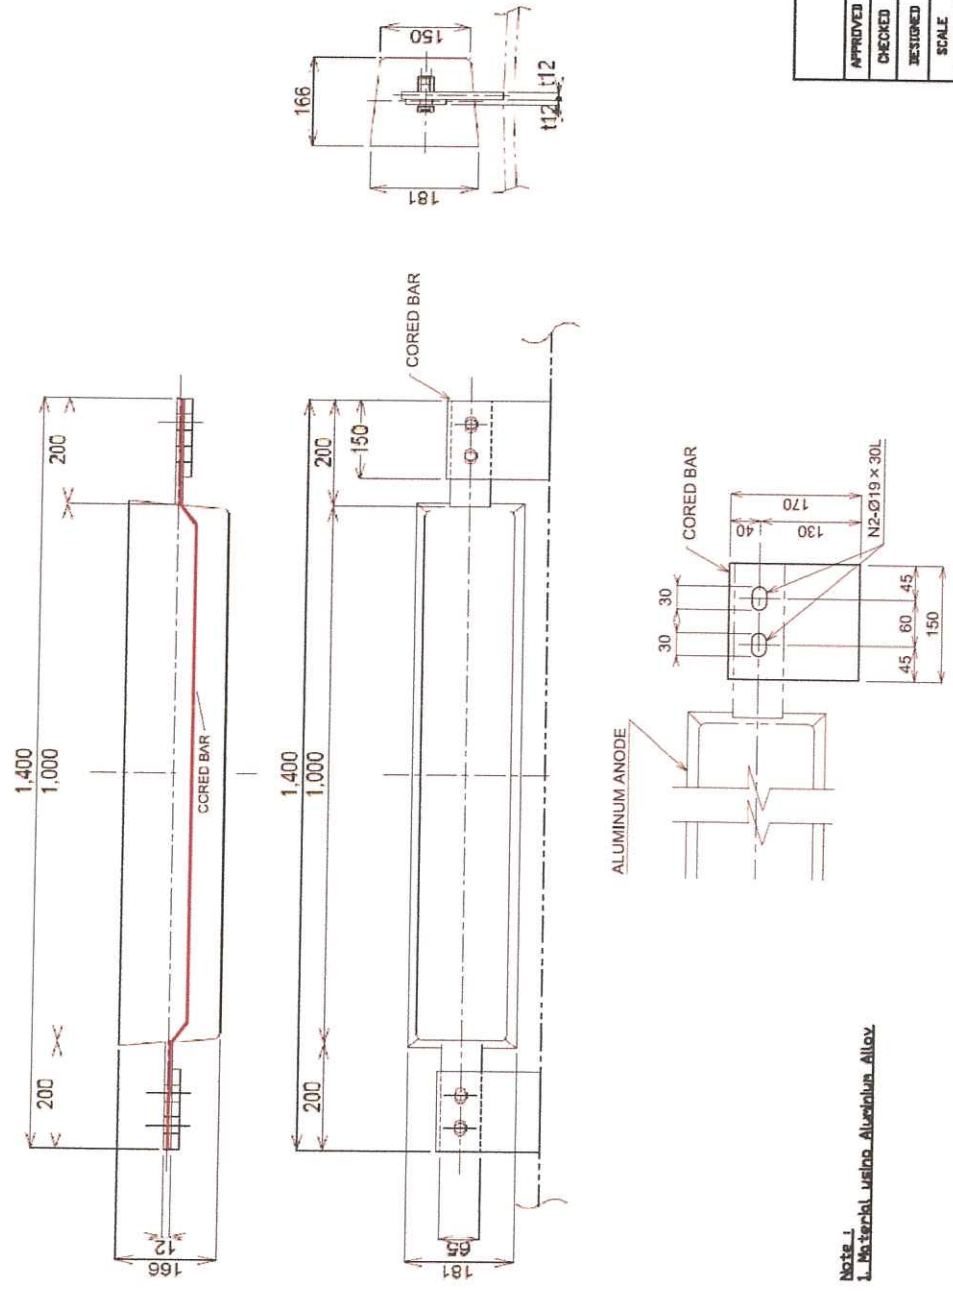 1,400
200
1,000
200
CCRED BAR
12
166
1,400
1,000
200
200
150
CORED BAR
65
181
166
150
181
t12
t12
ALUMINUM ANODE
CORED BAR
30
30
40
130
170
N2-Ø19 x 30L
45
60
45
150
Note :
1. Material using Aluminium Alloy
APPROVED
CHECKED
DESIGNED
SCALE